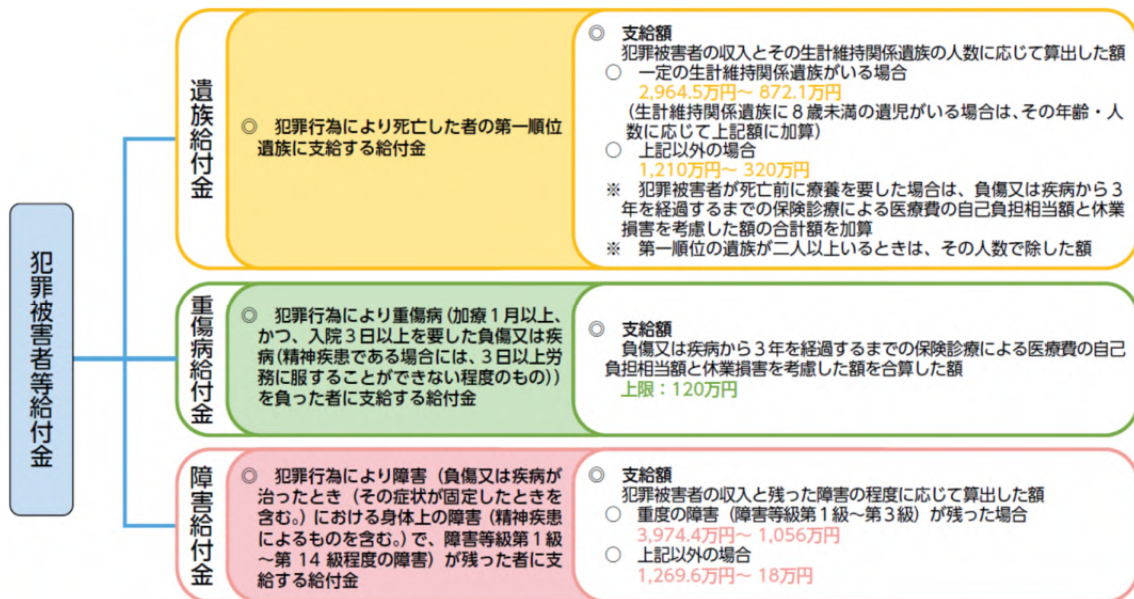 犯罪被害者等給付金
遺族給付金
◎ 犯罪行為により死亡した者の第一順位
遺族に支給する給付金
◎ 支給額
犯罪被害者の収入とその生計維持関係遺族の人数に応じて算出した額
○ 一定の生計維持関係遺族がいる場合
2,964.5万円～ 872.1万円
(生計維持関係遺族に８歳未満の遺児がいる場合は、その年齢・人
数に応じて上記額に加算)
○ 上記以外の場合
1,210万円～ 320万円
※ 犯罪被害者が死亡前に療養を要した場合は、負傷又は疾病から３
年を経過するまでの保険診療による医療費の自己負担相当額と休業
損害を考慮した額の合計額を加算
※ 第一順位の遺族が二人以上いるときは、その人数で除した額
重傷病給付金
◎ 犯罪行為により重傷病(加療１月以上、
かつ、入院３日以上を要した負傷又は疾
病(精神疾患である場合には、３日以上労
務に服することができない程度のもの))
を負った者に支給する給付金
◎ 支給額
負傷又は疾病から３年を経過するまでの保険診療による医療費の自己
負担相当額と休業損害を考慮した額を合算した額
上限：120万円
障害給付金
◎ 犯罪行為により障害（負傷又は疾病が
治ったとき（その症状が固定したときを
含む。）における身体上の障害（精神疾患
によるものを含む。）で、障害等級第１級
～第 14 級程度の障害）が残った者に支
給する給付金
◎ 支給額
犯罪被害者の収入と残った障害の程度に応じて算出した額
○ 重度の障害（障害等級第１級～第３級）が残った場合
3,974.4万円～ 1,056万円
○ 上記以外の場合
1,269.6万円～ 18万円